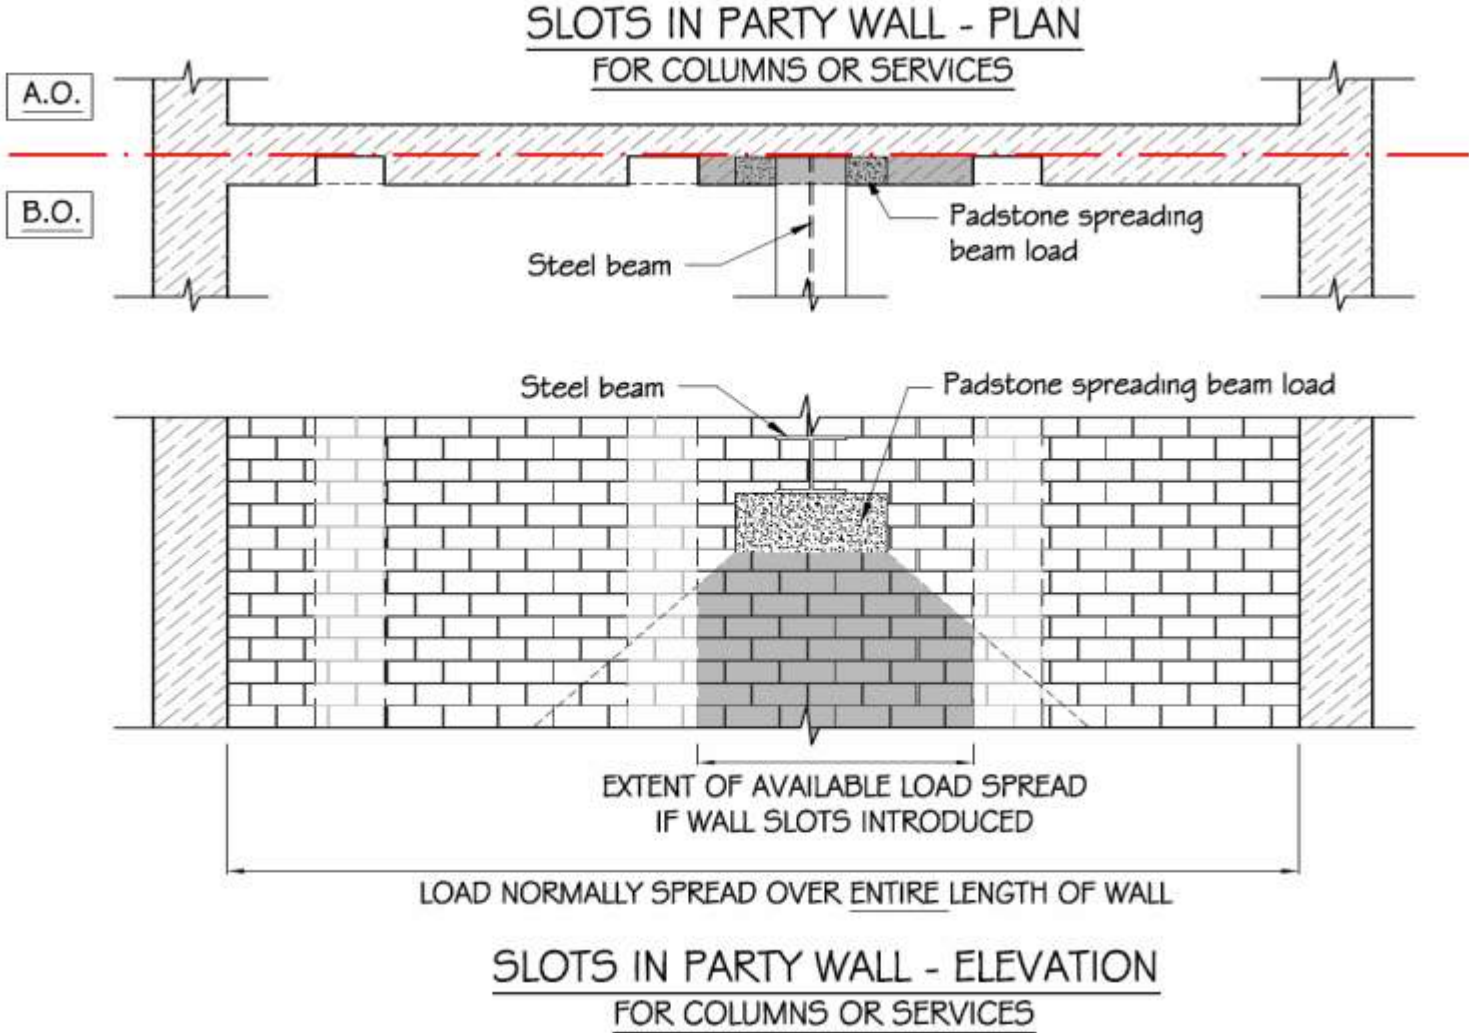 SLOTS IN PARTY WALL - PLAN
FOR COLUMNS OR SERVICES
A.O.
B.O.
Padstone spreading
beam load
Steel beam
Steel beam
Padstone spreading beam load
EXTENT OF AVAILABLE LOAD SPREAD
IF WALL SLOTS INTRODUCED
LOAD NORMALLY SPREAD OVER ENTIRE LENGTH OF WALL
SLOTS IN PARTY WALL - ELEVATION
FOR COLUMNS OR SERVICES